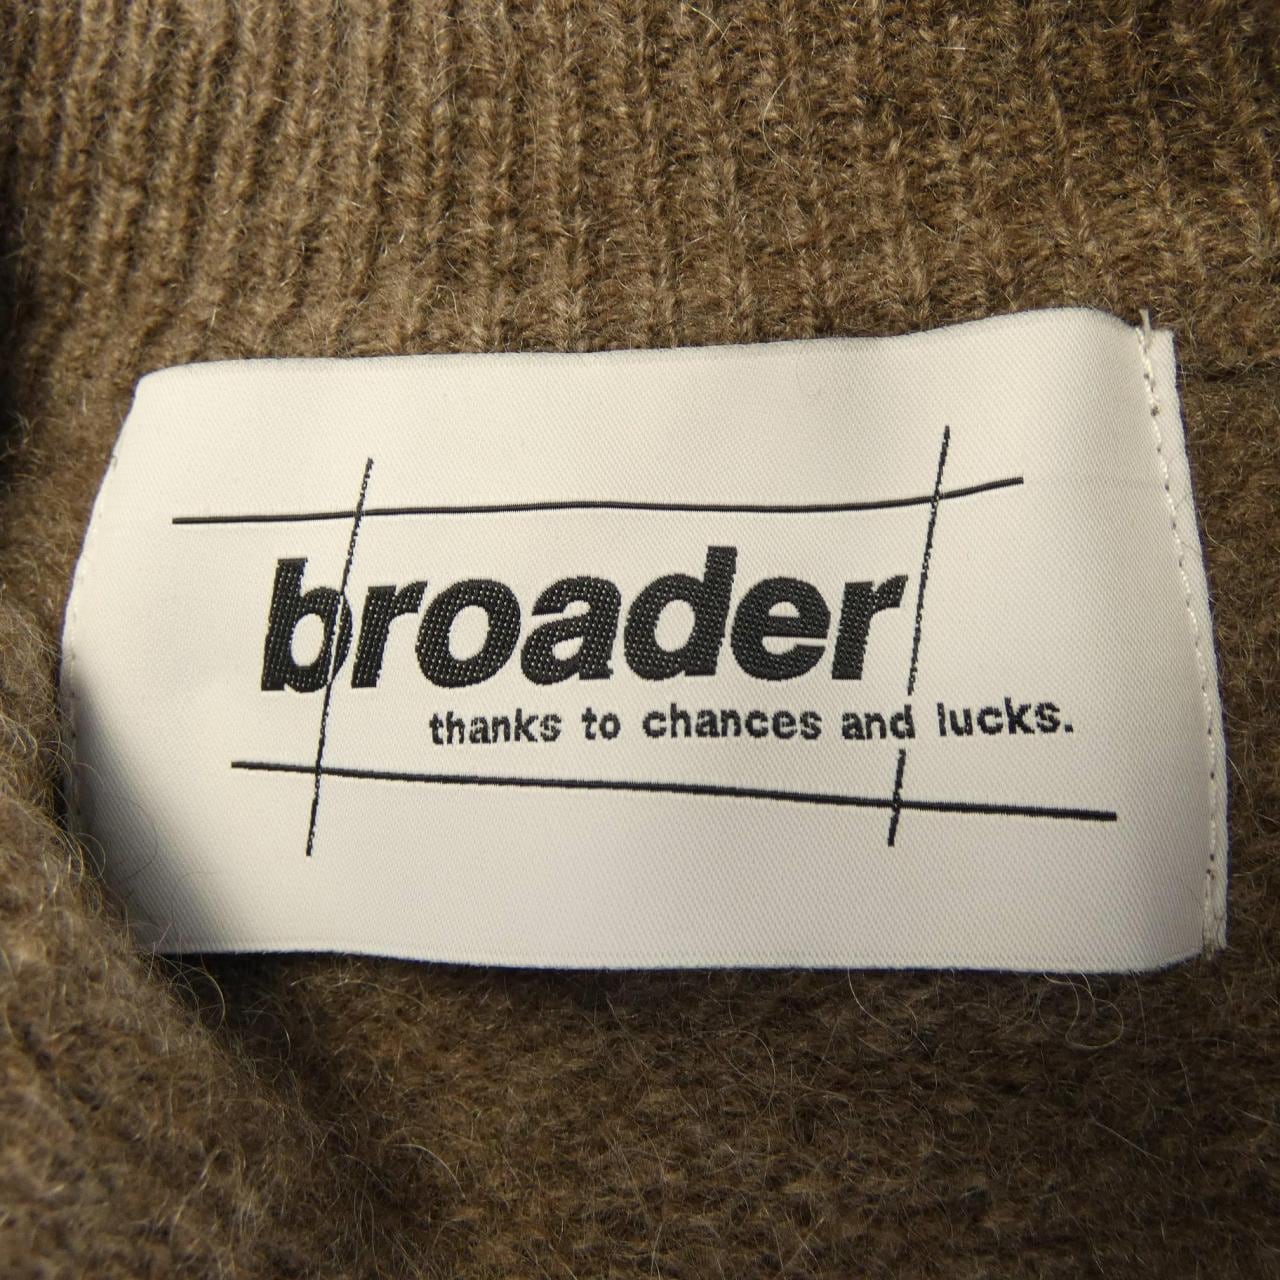 broader
thanks to chances and lucks.